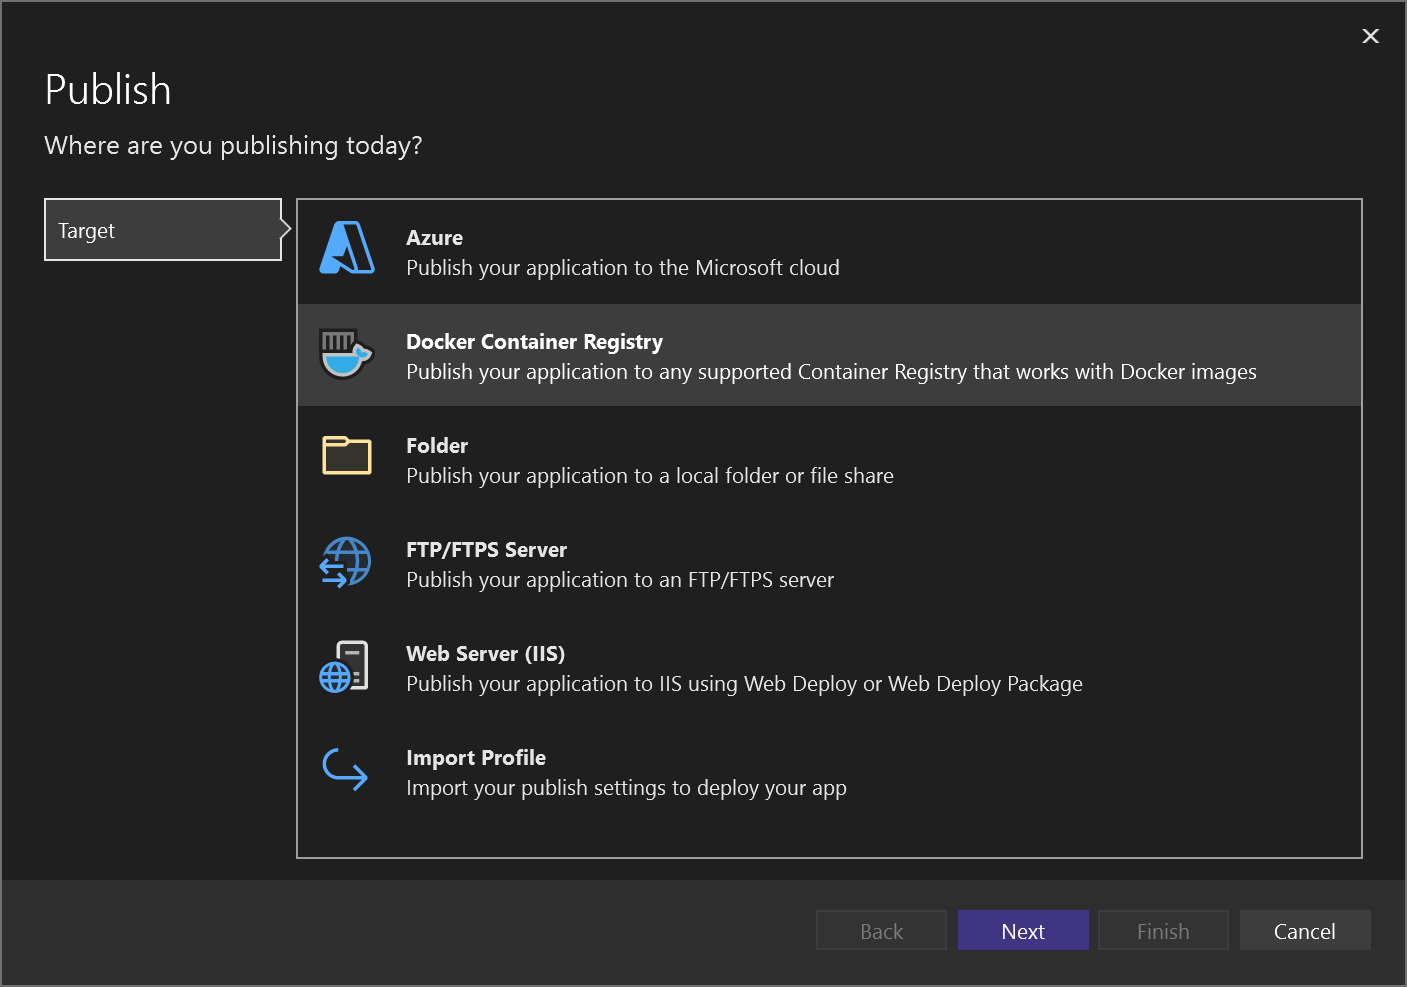 Publish
Where are you publishing today?
Target
Azure
Publish your application to the Microsoft cloud
Docker Container Registry
Publish your application to any supported Container Registry that works with Docker images
Folder
Publish your application to a local folder or file share
FTP/FTPS Server
Publish your application to an FTP/FTPS server
Web Server (IIS)
Publish your application to IIS using Web Deploy or Web Deploy Package
Import Profile
Import your publish settings to deploy your app
Back
Next
Finish
Cancel